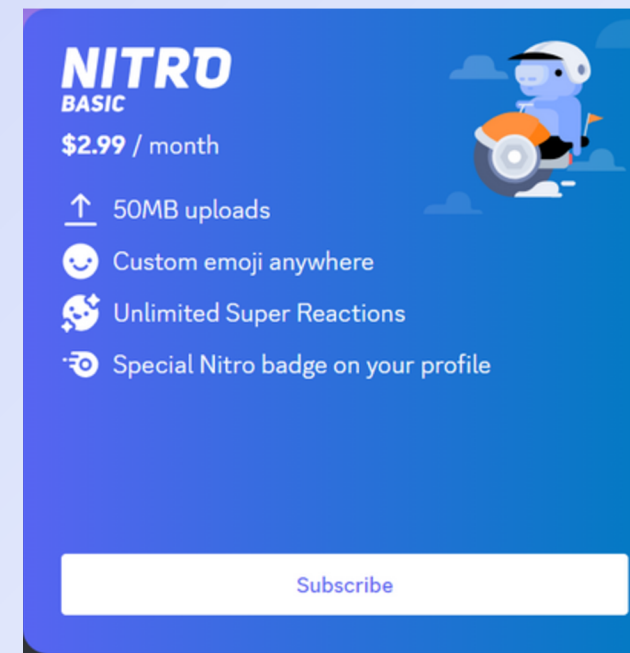 NITRO
BASIC
$2.99 / month
50MB uploads
Custom emoji anywhere
Unlimited Super Reactions
Special Nitro badge on your profile
Subscribe